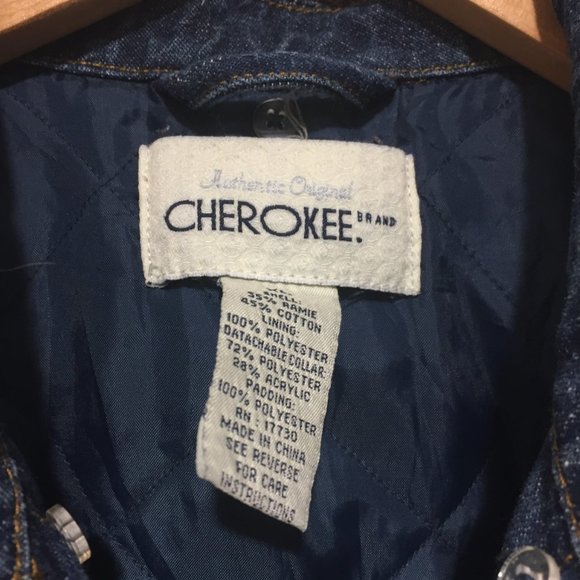 Authentic Original
CHEROKEE.
BRAND
SHELL:
55% RAMIE
45% COTTON
LINING:
100% POLYESTER
DATACHABLE COLLAR:
72% POLYESTER
28% ACRYLIC
PADDING:
100% POLYESTER
RN : 17730
MADE IN CHINA
SEE REVERSE
FOR CARE
INSTRUCTIONS